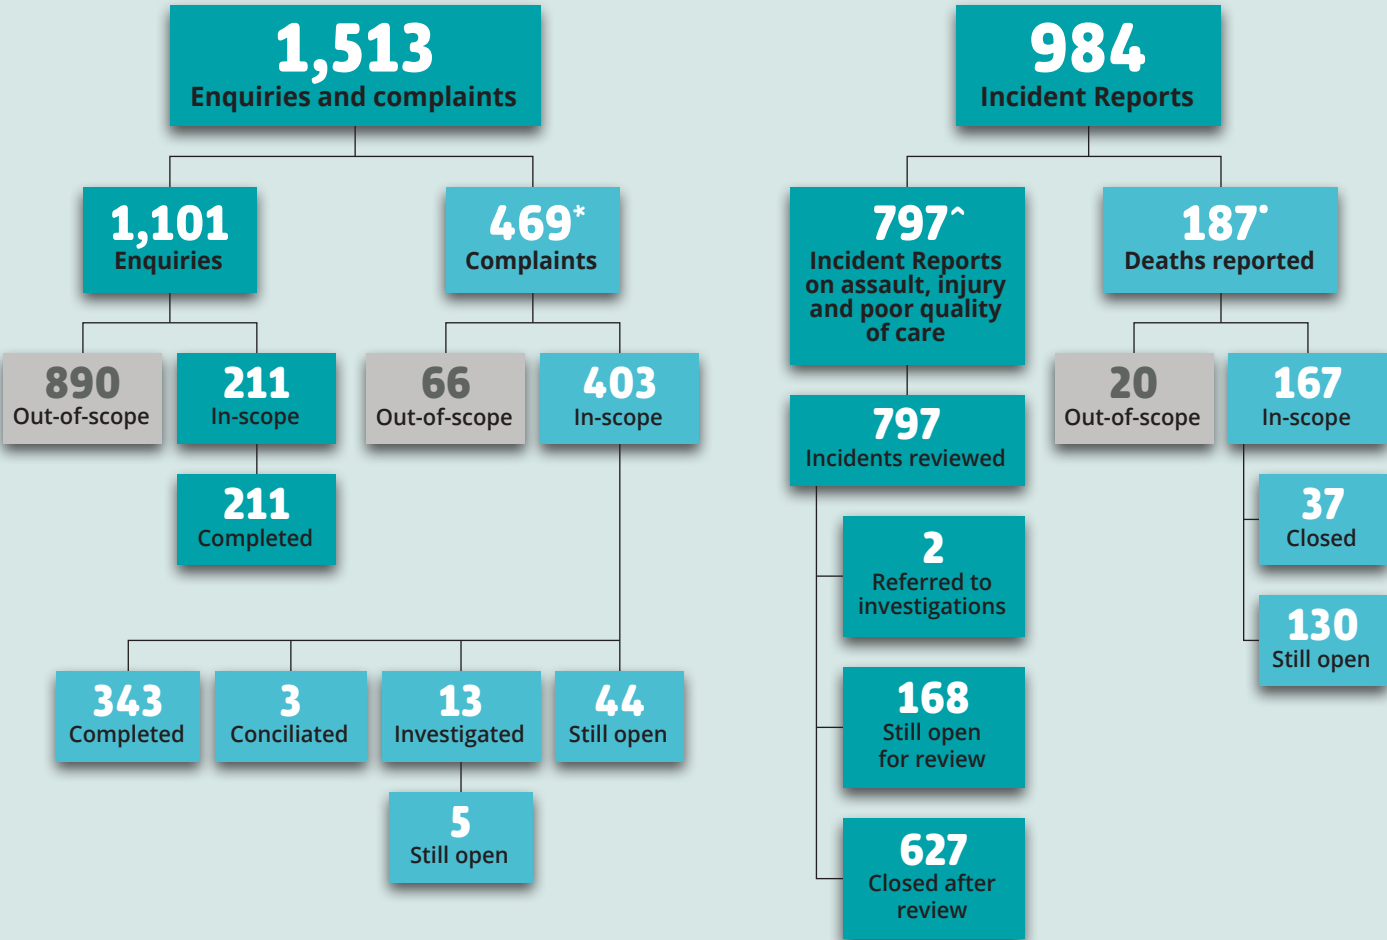 1,513
Enquiries and complaints
984
Incident Reports
1,101
Enquiries
469*
Complaints
797^
Incident Reports
on assault, injury
and poor quality
of care
187•
Deaths reported
890
Out-of-scope
211
In-scope
66
Out-of-scope
403
In-scope
797
Incidents reviewed
20
Out-of-scope
167
In-scope
211
Completed
37
Closed
2
Referred to
investigations
130
Still open
343
Completed
3
Conciliated
13
Investigated
44
Still open
168
Still open
for review
5
Still open
627
Closed after
review